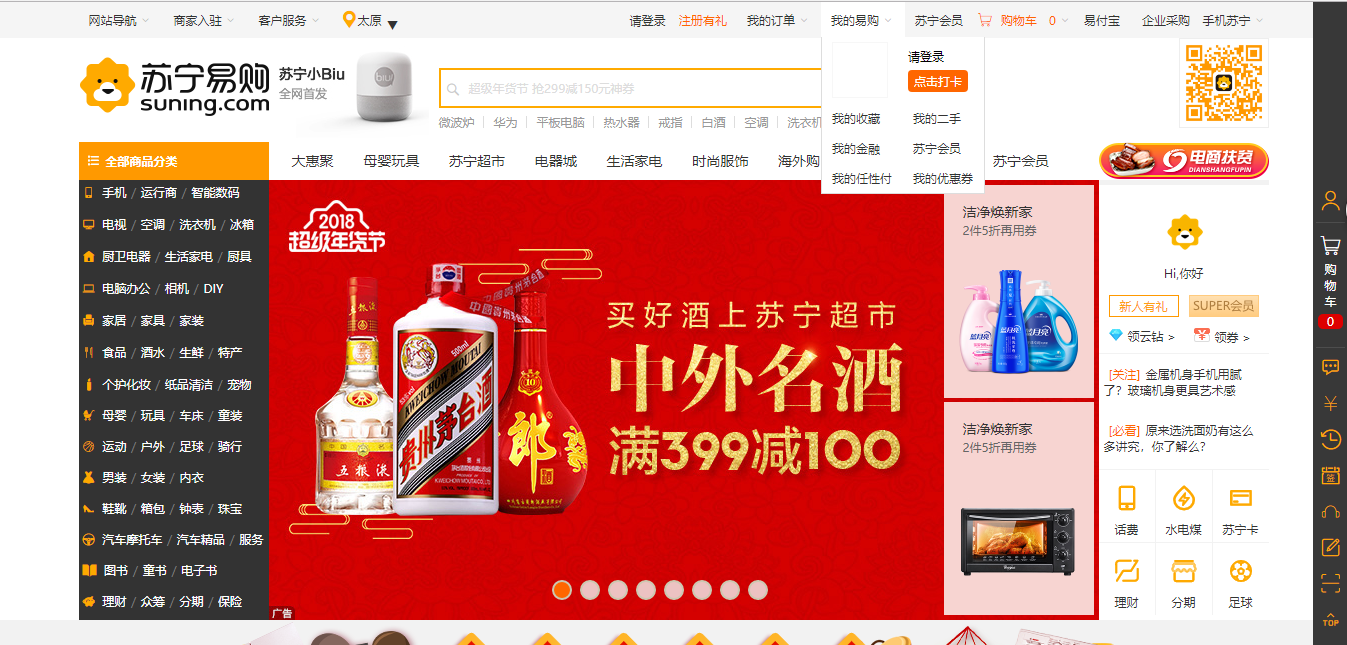 网站导航 商家入驻 客户服务 太原 请登录 注册有礼 我的订单 我的易购 苏宁会员 购物车 0 易付宝 企业采购 手机苏宁
请登录
点击打卡
我的收藏 我的二手
我的金融 苏宁会员
我的任性付 我的优惠券
苏宁易购
suning.com
苏宁小Biu
全网首发
biu
超级年货节 抢299减150元神券
微波炉 华为 平板电脑 热水器 戒指 白酒 空调 洗衣机
全部商品分类 大惠聚 母婴玩具 苏宁超市 电器城 生活家电 时尚服饰 海外购 苏宁会员
电商扶贫
DIANSHANGFUPIN
手机 / 运行商 / 智能数码
电视 / 空调 / 洗衣机 / 冰箱
厨卫电器 / 生活家电 / 厨具
电脑办公 / 相机 / DIY
家居 / 家具 / 家装
食品 / 酒水 / 生鲜 / 特产
个护化妆 / 纸品清洁 / 宠物
母婴 / 玩具 / 车床 / 童装
运动 / 户外 / 足球 / 骑行
男装 / 女装 / 内衣
鞋靴 / 箱包 / 钟表 / 珠宝
汽车摩托车 / 汽车精品 / 服务
图书 / 童书 / 电子书
理财 / 众筹 / 分期 / 保险
2018
超级年货节
五粮液
500ml
53%vol
KWEICHOW MOUTAI
贵州茅台酒
中国贵州茅台酒
郎
买好酒上苏宁超市
中外名酒
满399减100
广告
洁净焕新家
2件5折再用券
蓝月亮
蓝月亮
洁净焕新家
2件5折再用券
Hi,你好
新人有礼 SUPER会员
领云钻 > 领券 >
[关注] 金属机身手机用腻
了？玻璃机身更具艺术感
[必看] 原来选洗面奶有这么
多讲究，你了解么？
话费 水电煤 苏宁卡
理财 分期 足球
购
物
车
0
签
TOP